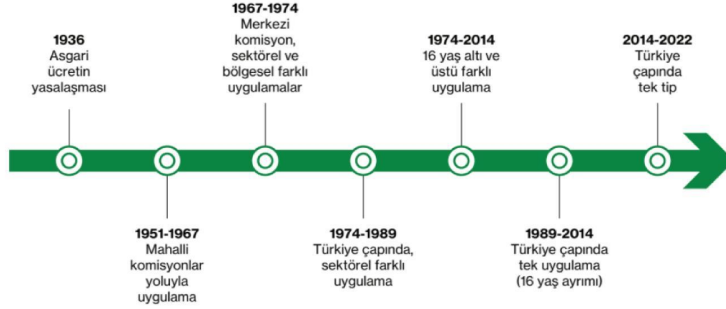 1936
Asgari
ücretin
yasalaşması
1951-1967
Mahalli
komisyonlar
yoluyla
uygulama
1967-1974
Merkezi
komisyon,
sektörel ve
bölgesel farklı
uygulamalar
1974-1989
Türkiye çapında,
sektörel farklı
uygulama
1974-2014
16 yaş altı ve
üstü farklı
uygulama
1989-2014
Türkiye çapında
tek uygulama
(16 yaş ayrımı)
2014-2022
Türkiye
çapında
tek tip